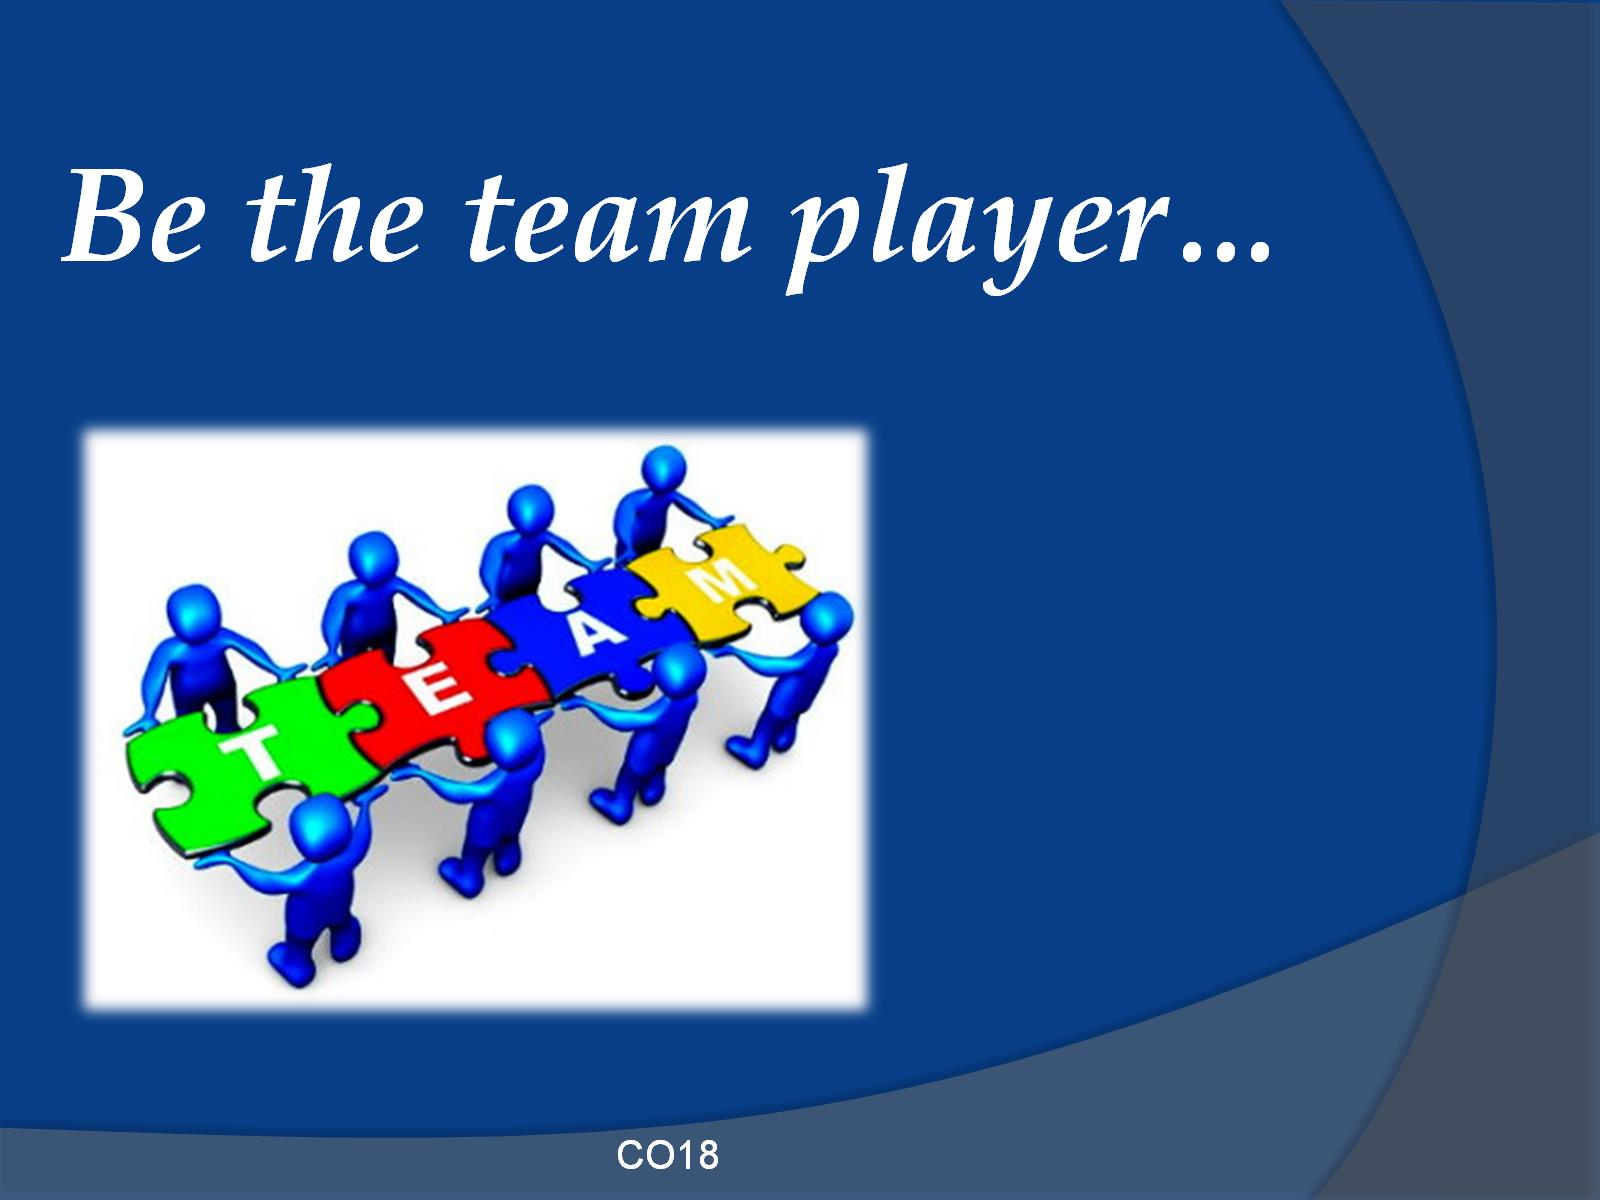 Be the team player…
T E A M
CO18